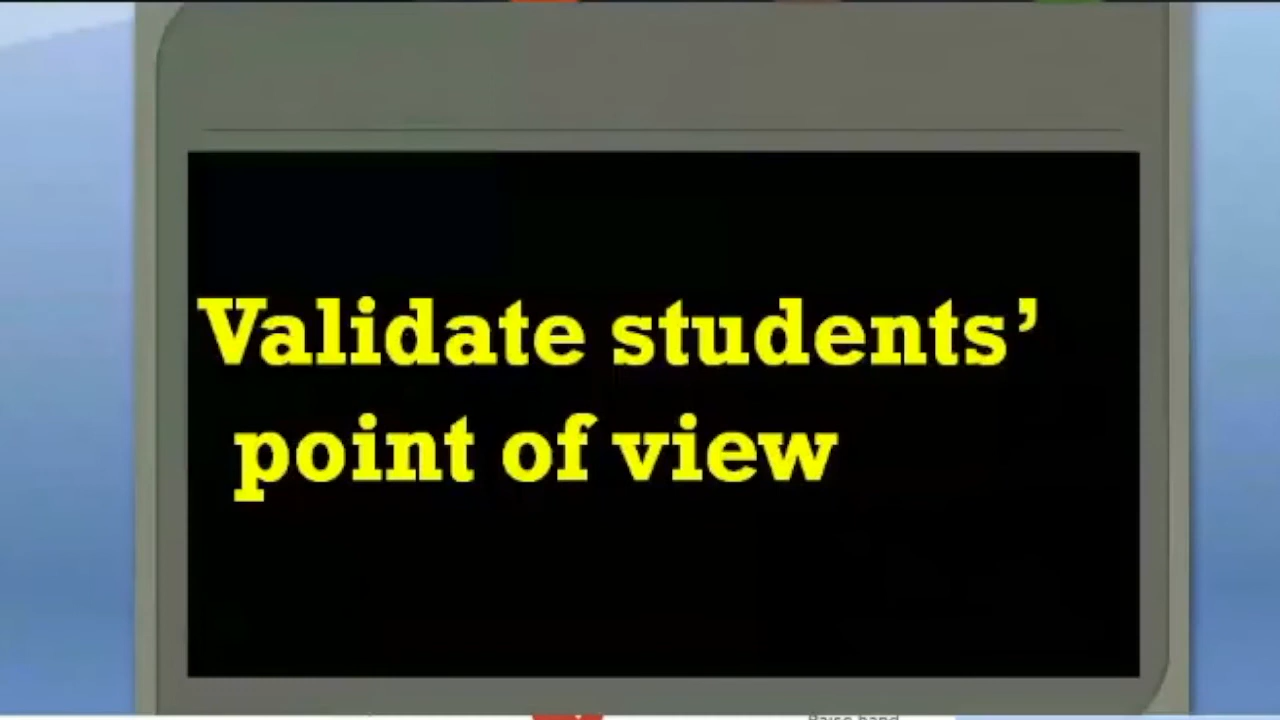 Validate students’
point of view